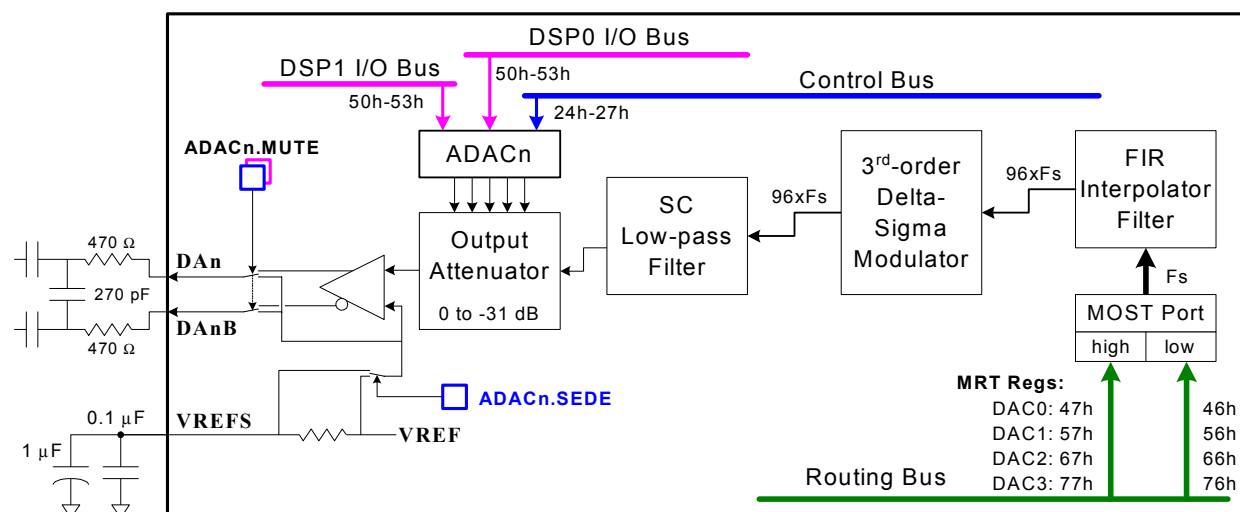 DSP0 I/O Bus
DSP1 I/O Bus
50h-53h
Control Bus
50h-53h
24h-27h
ADACn.MUTE
ADACn
3rd-order
Delta-
Sigma
Modulator
FIR
Interpolator
Filter
96xFs
96xFs
SC
Low-pass
Filter
Output
Attenuator
0 to -31 dB
470 Ω
DAn
270 pF
DAnB
470 Ω
Fs
MOST Port
high
low
ADACn.SEDE
MRT Regs:
DAC0: 47h
46h
DAC1: 57h
56h
DAC2: 67h
66h
DAC3: 77h
76h
0.1 μF
VREFS
VREF
1 μF
Routing Bus